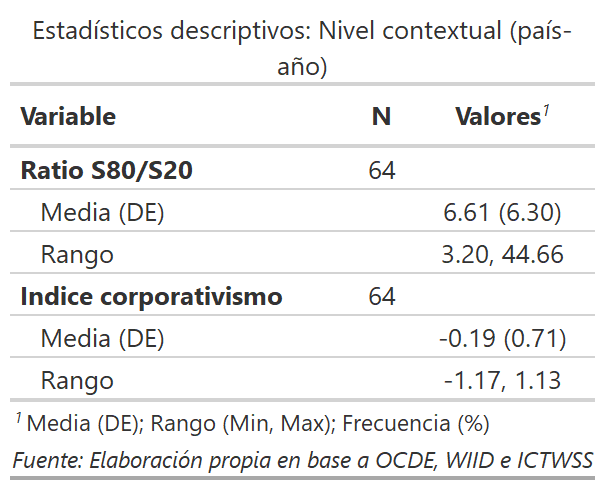 Estadísticos descriptivos: Nivel contextual (país-
año)
Variable N Valores¹
Ratio S80/S20 64
Media (DE) 6.61 (6.30)
Rango 3.20, 44.66
Indice corporativismo 64
Media (DE) -0.19 (0.71)
Rango -1.17, 1.13
¹ Media (DE); Rango (Min, Max); Frecuencia (%)
Fuente: Elaboración propia en base a OCDE, WIID e ICTWSS